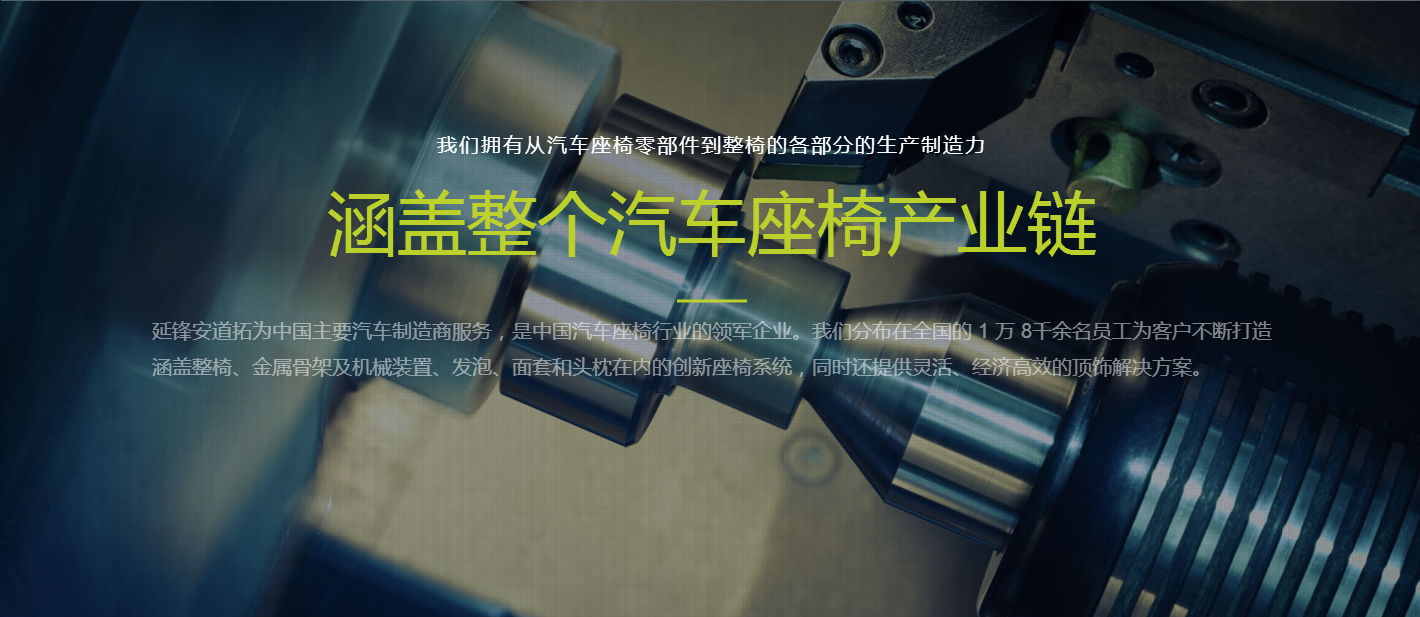 我们拥有从汽车座椅零部件到整椅的各部分的生产制造力
涵盖整个汽车座椅产业链
延锋安道拓为中国主要汽车制造商服务，是中国汽车座椅行业的领军企业。我们分布在全国的 1 万 8千余名员工为客户不断打造
涵盖整椅、金属骨架及机械装置、发泡、面套和头枕在内的创新座椅系统，同时还提供灵活、经济高效的顶饰解决方案。